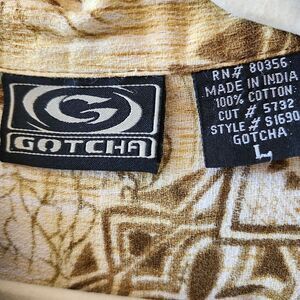 GOTCHA
RN# 80356
MADE IN INDIA
100% COTTON
CUT # 5732
STYLE# S1690
GOTCHA.
L